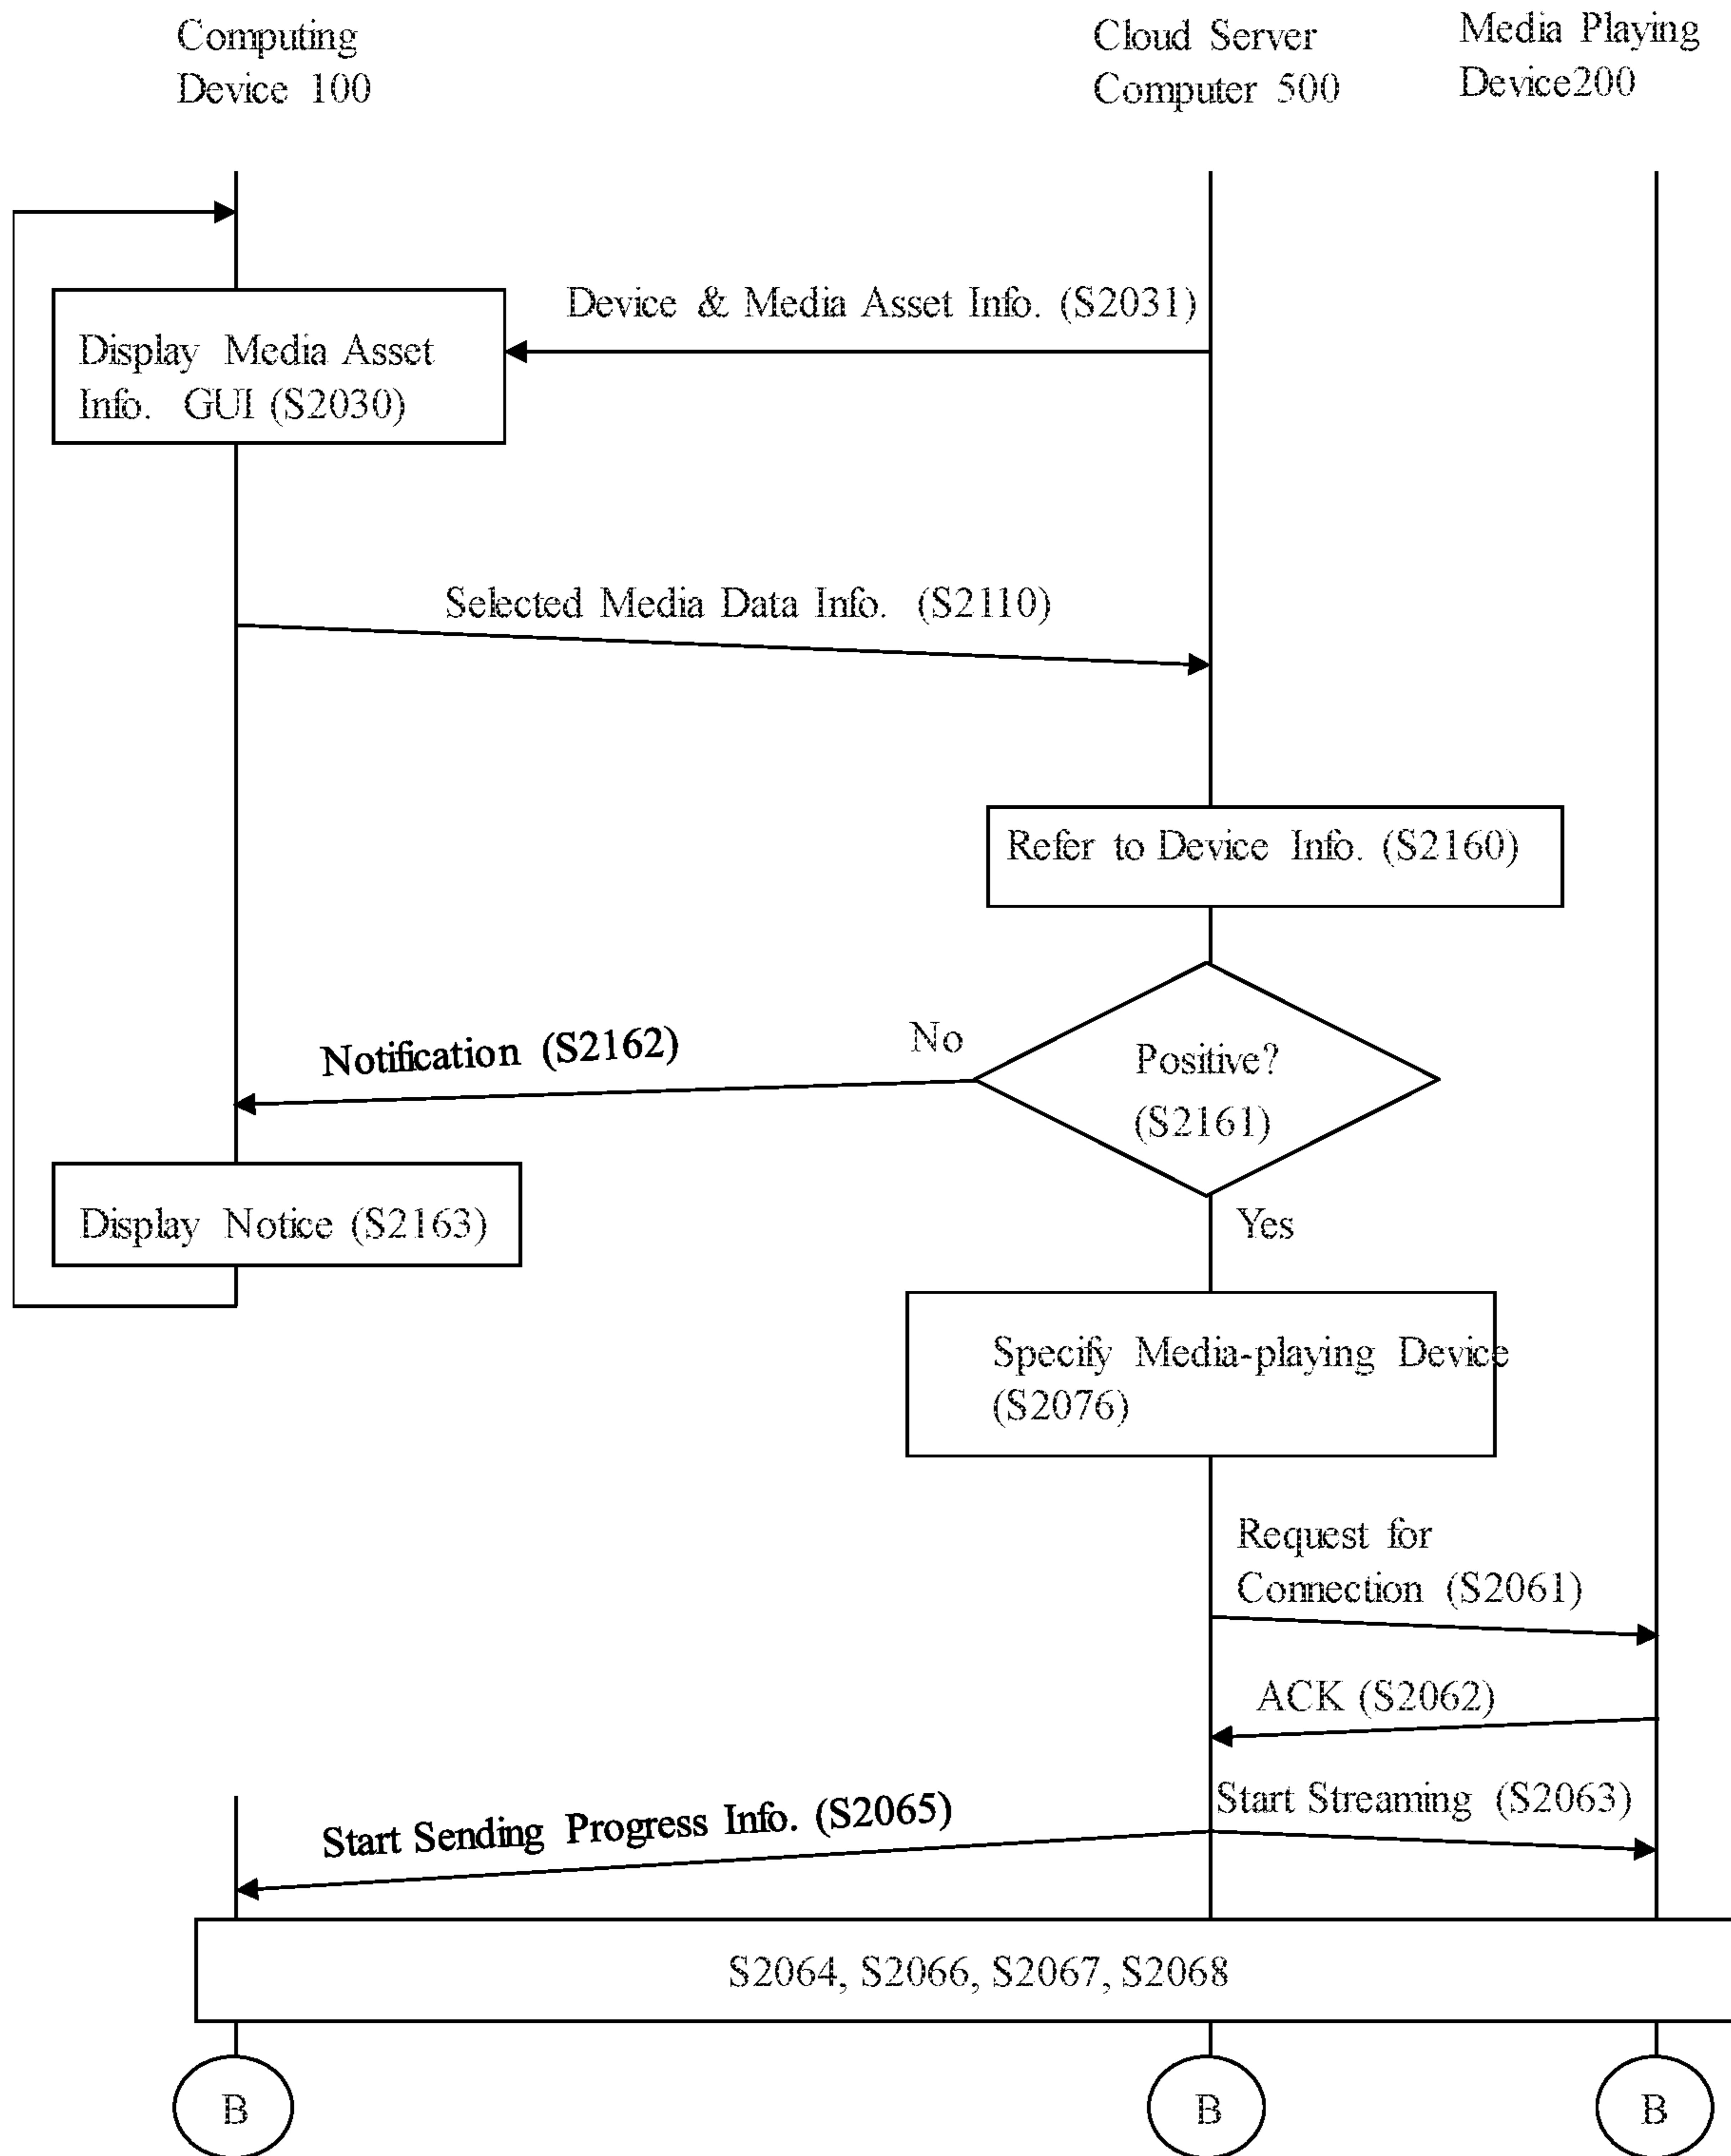 Computing
Device 100
Cloud Server
Computer 500
Media Playing
Device200
Device & Media Asset Info. (S2031)
Display Media Asset
Info. GUI (S2030)
Selected Media Data Info. (S2110)
Refer to Device Info. (S2160)
No
Notification (S2162)
Positive?
(S2161)
Display Notice (S2163)
Yes
Specify Media-playing Device
(S2076)
Request for
Connection (S2061)
ACK (S2062)
Start Streaming (S2063)
Start Sending Progress Info. (S2065)
S2064, S2066, S2067, S2068
B
B
B